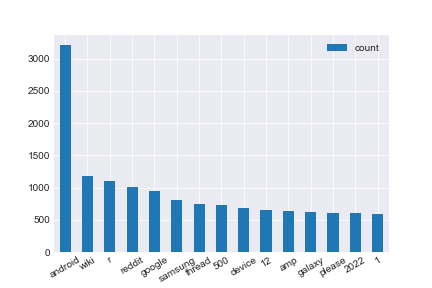 count
3000
2500
2000
1500
1000
500
0
android
wiki
r
reddit
google
samsung
thread
500
device
12
amp
galaxy
please
2022
1